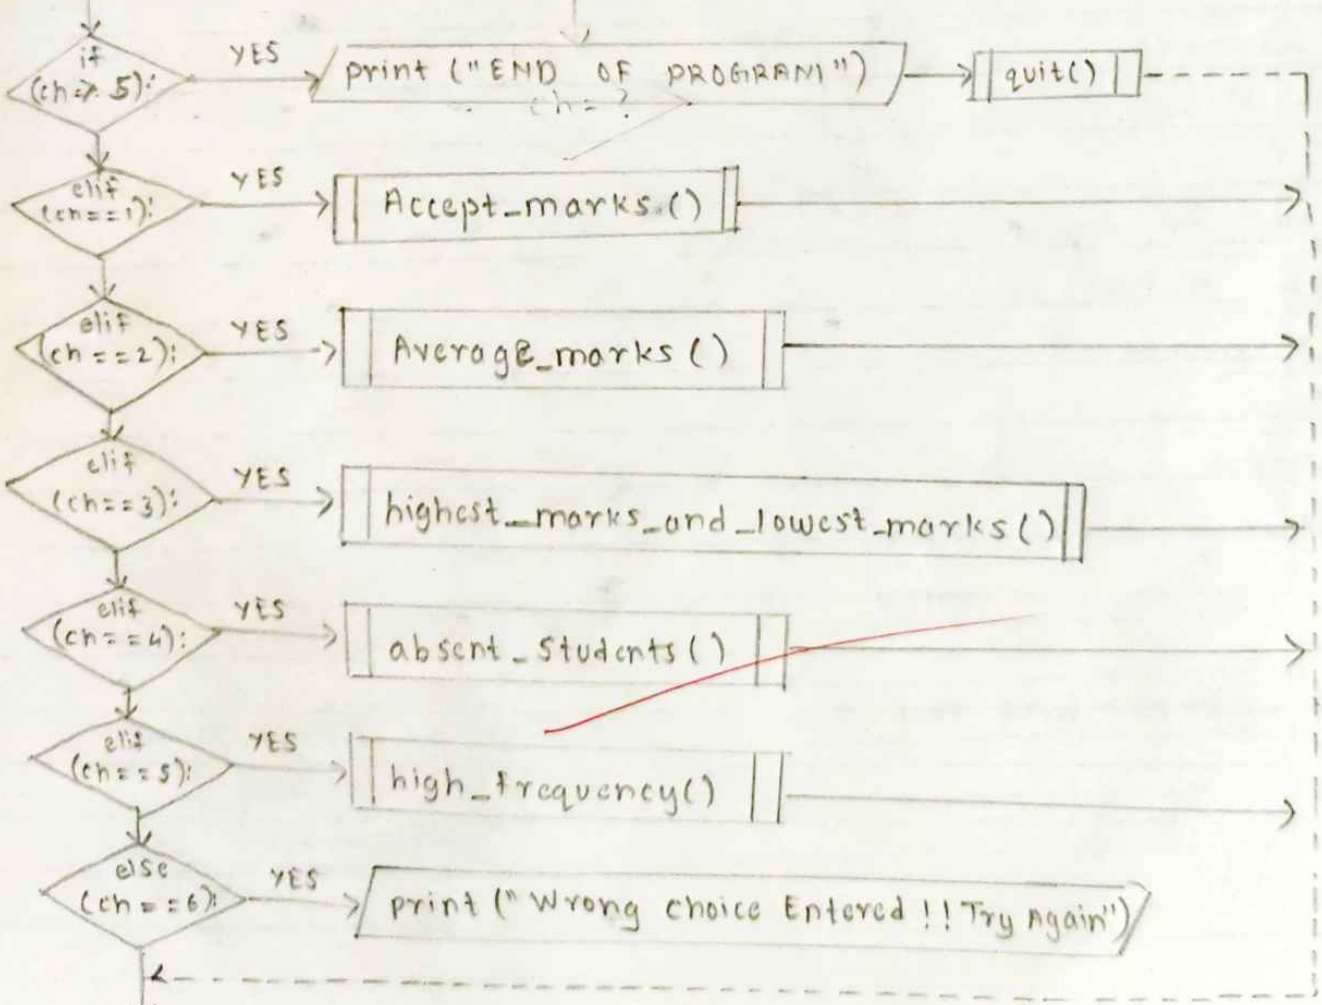 if
YES
print ("END OF PROGRAM")
quit()
ch = ?
elif
(ch==1):
YES
Accept_marks.()
elif
(ch==2):
YES
Average_marks()
elif
(ch==3):
YES
highest_marks_and_lowest_marks()
elif
(ch==4):
YES
absent_Students()
elif
(ch==5):
YES
high_frequency()
else
(ch==6):
YES
print ("Wrong choice Entered !! Try Again")